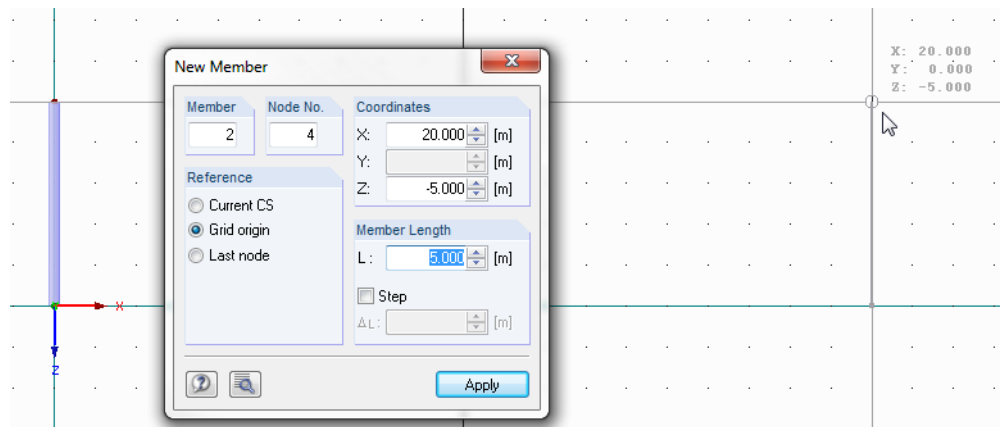 X: 20.000
Y: 0.000
Z: -5.000
New Member
Member Node No. Coordinates
2 4 X: 20.000 [m]
Y: [m]
Reference Z: -5.000 [m]
Current CS
Grid origin Member Length
Last node L: 5.000 [m]
Step
ΔL: [m]
Apply
X
Z